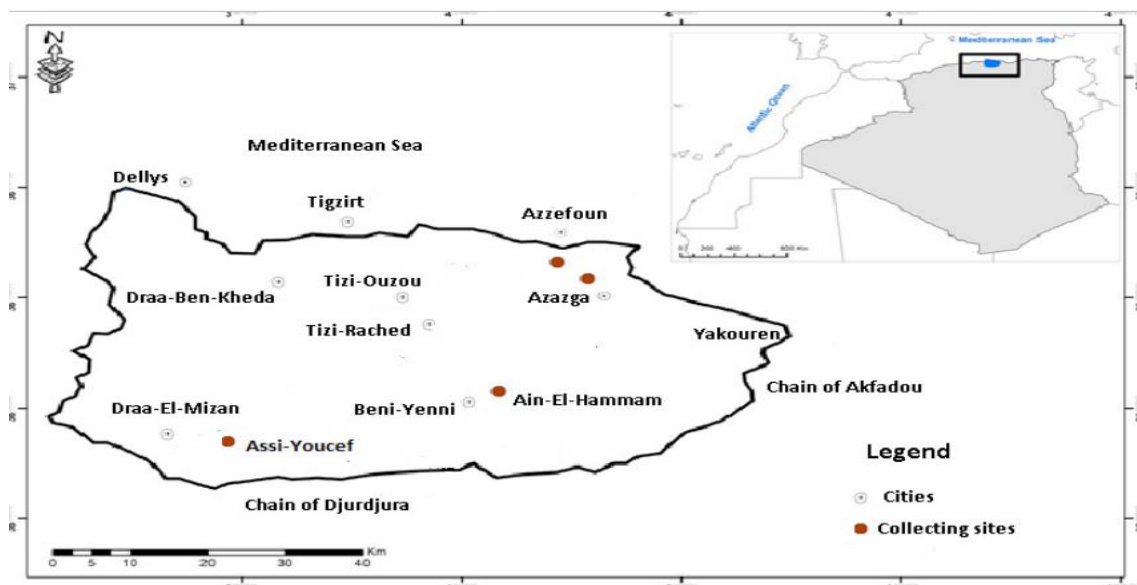 N
Mediterranean Sea
Atlantic Ocean
Mediterranean Sea
Dellys
Tigzirt
Azzefoun
Draa-Ben-Kheda
Tizi-Ouzou
Azazga
Tizi-Rached
Yakouren
Chain of Akfadou
Draa-El-Mizan
Beni-Yenni
Ain-El-Hammam
Assi-Youcef
Chain of Djurdjura
Legend
Cities
Collecting sites
Km
0 5 10 20 30 40